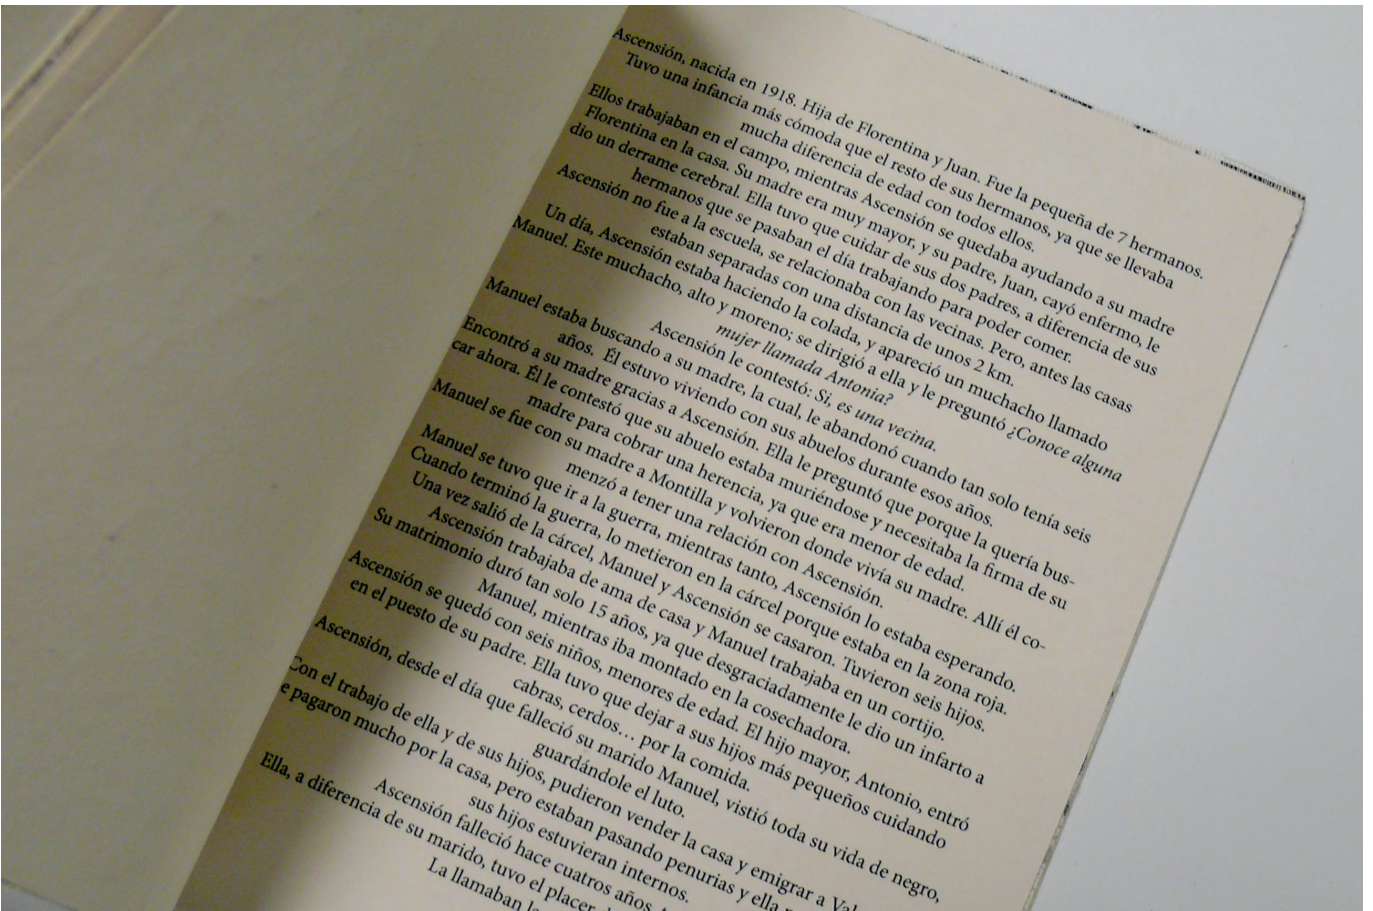 Ascensión, nacida en 1918. Hija de Florentina y Juan. Fue la pequeña de 7 hermanos.
Tuvo una infancia más cómoda que el resto de sus hermanos, ya que se llevaba
mucha diferencia de edad con todos ellos.
Ellos trabajaban en el campo, mientras Ascensión se quedaba ayudando a su madre
Florentina en la casa. Su madre era muy mayor, y su padre, Juan, cayó enfermo, le
dio un derrame cerebral. Ella tuvo que cuidar de sus dos padres, a diferencia de sus
hermanos que se pasaban el día trabajando para poder comer.
Ascensión no fue a la escuela, se relacionaba con las vecinas. Pero, antes las casas
estaban separadas con una distancia de unos 2 km.
Un día, Ascensión estaba haciendo la colada, y apareció un muchacho llamado
Manuel. Este muchacho, alto y moreno; se dirigió a ella y le preguntó ¿Conoce alguna
mujer llamada Antonia?
Ascensión le contestó: Si, es una vecina.
Manuel estaba buscando a su madre, la cual, le abandonó cuando tan solo tenía seis
años. Él estuvo viviendo con sus abuelos durante esos años.
Encontró a su madre gracias a Ascensión. Ella le preguntó que porque la quería bus-
car ahora. Él le contestó que su abuelo estaba muriéndose y necesitaba la firma de su
madre para cobrar una herencia, ya que era menor de edad.
Manuel se fue con su madre a Montilla y volvieron donde vivía su madre. Allí él co-
menzó a tener una relación con Ascensión.
Manuel se tuvo que ir a la guerra, mientras tanto, Ascensión lo estaba esperando.
Cuando terminó la guerra, lo metieron en la cárcel porque estaba en la zona roja.
Una vez salió de la cárcel, Manuel y Ascensión se casaron. Tuvieron seis hijos.
Ascensión trabajaba de ama de casa y Manuel trabajaba en un cortijo.
Su matrimonio duró tan solo 15 años, ya que desgraciadamente le dio un infarto a
Manuel, mientras iba montado en la cosechadora.
Ascensión se quedó con seis niños, menores de edad. El hijo mayor, Antonio, entró
en el puesto de su padre. Ella tuvo que dejar a sus hijos más pequeños cuidando
cabras, cerdos… por la comida.
Ascensión, desde el día que falleció su marido Manuel, vistió toda su vida de negro,
guardándole el luto.
Con el trabajo de ella y de sus hijos, pudieron vender la casa y emigrar a
e pagaron mucho por la casa, pero estaban pasando penurias y ella
sus hijos estuvieran internos.
Ascensión falleció hace cuatros años,
Ella, a diferencia de su marido, tuvo el placer
La llamaban